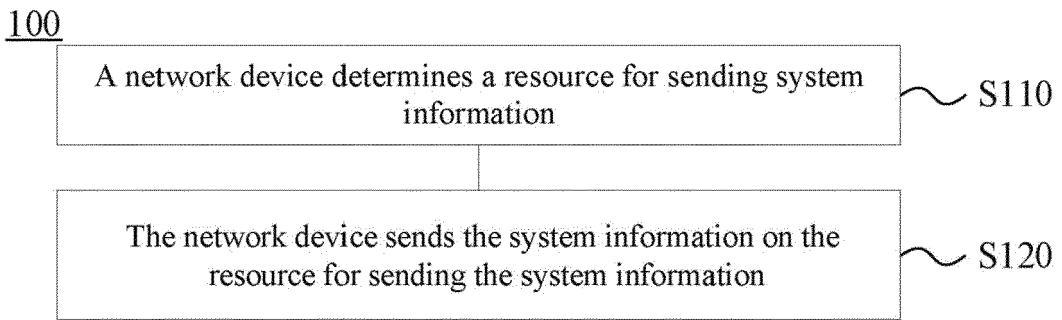 100
A network device determines a resource for sending system
information
S110
The network device sends the system information on the
resource for sending the system information
S120